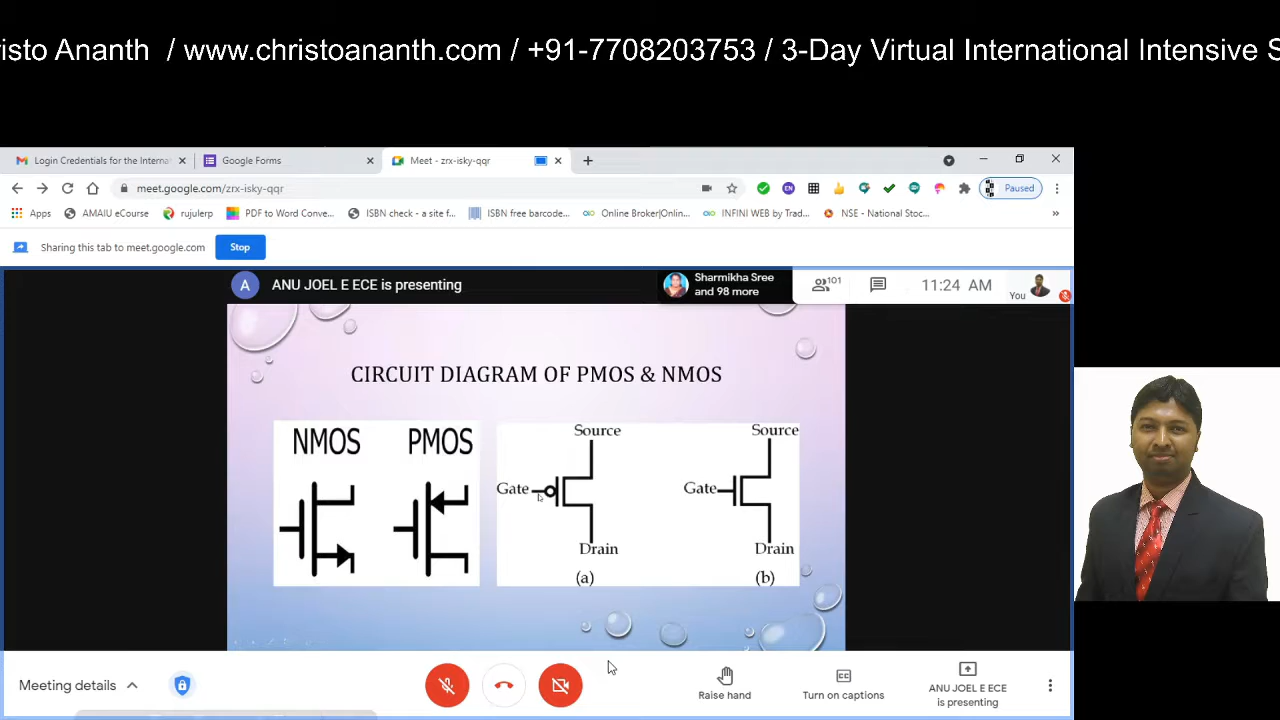 risto Ananth / www.christoananth.com / +91-7708203753 / 3-Day Virtual International Intensive S
Login Credentials for the Interna
Google Forms
Meet - zrx-isky-qqr
meet.google.com/zrx-isky-qqr
Paused
Apps
AMAIU eCourse
rujulerp
PDF to Word Conve...
ISBN check - a site f...
ISBN free barcode...
Online Broker|Onlin...
INFINI WEB by Trad...
NSE - National Stoc...
Sharing this tab to meet.google.com
Stop
A
ANU JOEL E ECE is presenting
Sharmikha Sree
and 98 more
101
11:24 AM
You
CIRCUIT DIAGRAM OF PMOS & NMOS
NMOS
PMOS
Source
Gate
Drain
(a)
Source
Gate
Drain
(b)
Meeting details
Raise hand
CC
Turn on captions
ANU JOEL E ECE
is presenting